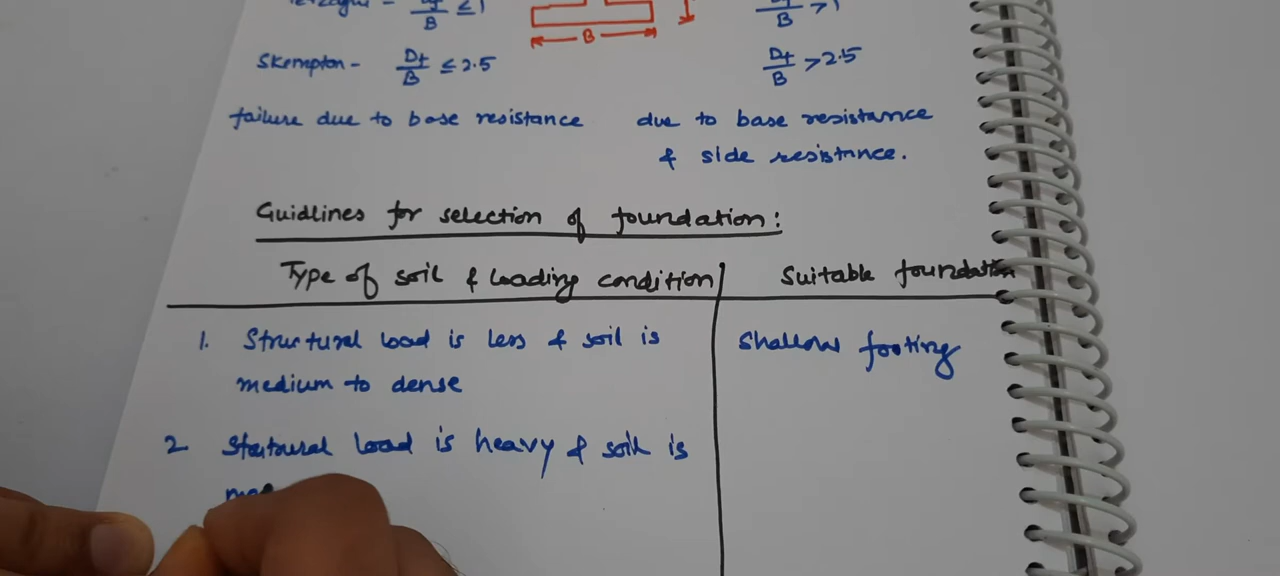 B ≤ 1 B > 1
B
Skempton - Df/B ≤ 2.5 Df/B > 2.5
failure due to base resistance due to base resistance
& side resistance.
Guidlines for selection of foundation:
Type of soil & loading condition Suitable foundation
1. Structural load is less & soil is Shallow footing
medium to dense
2 load is heavy & soil is